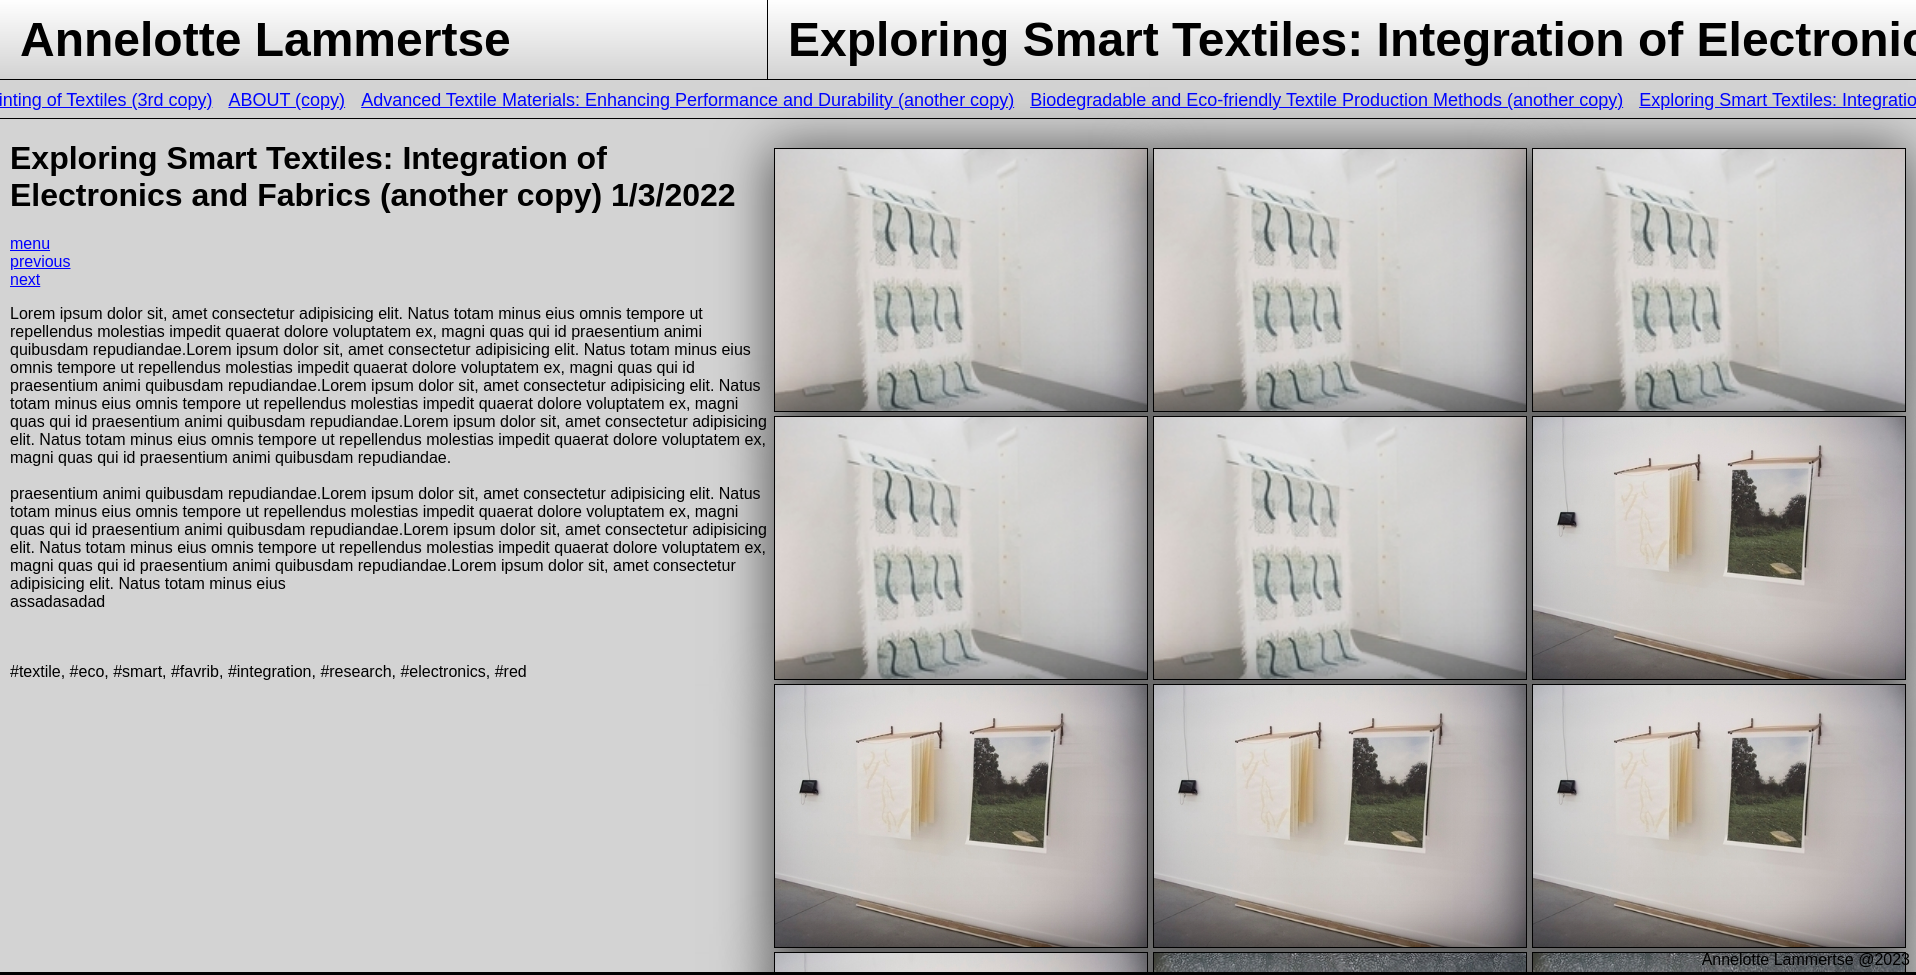 Annelotte Lammertse
Exploring Smart Textiles: Integration of Electronic
inting of Textiles (3rd copy) ABOUT (copy) Advanced Textile Materials: Enhancing Performance and Durability (another copy) Biodegradable and Eco-friendly Textile Production Methods (another copy) Exploring Smart Textiles: Integratio
Exploring Smart Textiles: Integration of
Electronics and Fabrics (another copy) 1/3/2022
menu
previous
next
Lorem ipsum dolor sit, amet consectetur adipisicing elit. Natus totam minus eius omnis tempore ut
repellendus molestias impedit quaerat dolore voluptatem ex, magni quas qui id praesentium animi
quibusdam repudiandae.Lorem ipsum dolor sit, amet consectetur adipisicing elit. Natus totam minus eius
omnis tempore ut repellendus molestias impedit quaerat dolore voluptatem ex, magni quas qui id
praesentium animi quibusdam repudiandae.Lorem ipsum dolor sit, amet consectetur adipisicing elit. Natus
totam minus eius omnis tempore ut repellendus molestias impedit quaerat dolore voluptatem ex, magni
quas qui id praesentium animi quibusdam repudiandae.Lorem ipsum dolor sit, amet consectetur adipisicing
elit. Natus totam minus eius omnis tempore ut repellendus molestias impedit quaerat dolore voluptatem ex,
magni quas qui id praesentium animi quibusdam repudiandae.
praesentium animi quibusdam repudiandae.Lorem ipsum dolor sit, amet consectetur adipisicing elit. Natus
totam minus eius omnis tempore ut repellendus molestias impedit quaerat dolore voluptatem ex, magni
quas qui id praesentium animi quibusdam repudiandae.Lorem ipsum dolor sit, amet consectetur adipisicing
elit. Natus totam minus eius omnis tempore ut repellendus molestias impedit quaerat dolore voluptatem ex,
magni quas qui id praesentium animi quibusdam repudiandae.Lorem ipsum dolor sit, amet consectetur
adipisicing elit. Natus totam minus eius
assadasadad
#textile, #eco, #smart, #favrib, #integration, #research, #electronics, #red
Annelotte Lammertse @2023